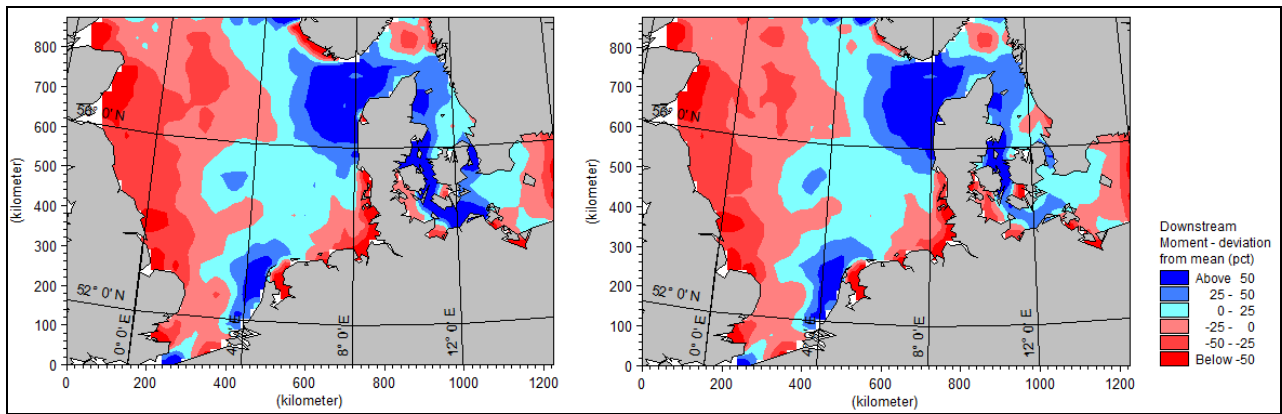 800
700
600
500
400
300
200
100
0
(kilometer)
56° 0' N
52° 0' N
0° 0' E
4° E
8° 0' E
12° 0' E
0 200 400 600 800 1000 1200
(kilometer)
800
700
600
500
400
300
200
100
0
(kilometer)
56° 0' N
52° 0' N
0° 0' E
4° E
8° 0' E
12° 0' E
0 200 400 600 800 1000 1200
(kilometer)
Downstream
Moment - deviation
from mean (pct)
Above 50
25 - 50
0 - 25
-25 - 0
-50 - -25
Below -50